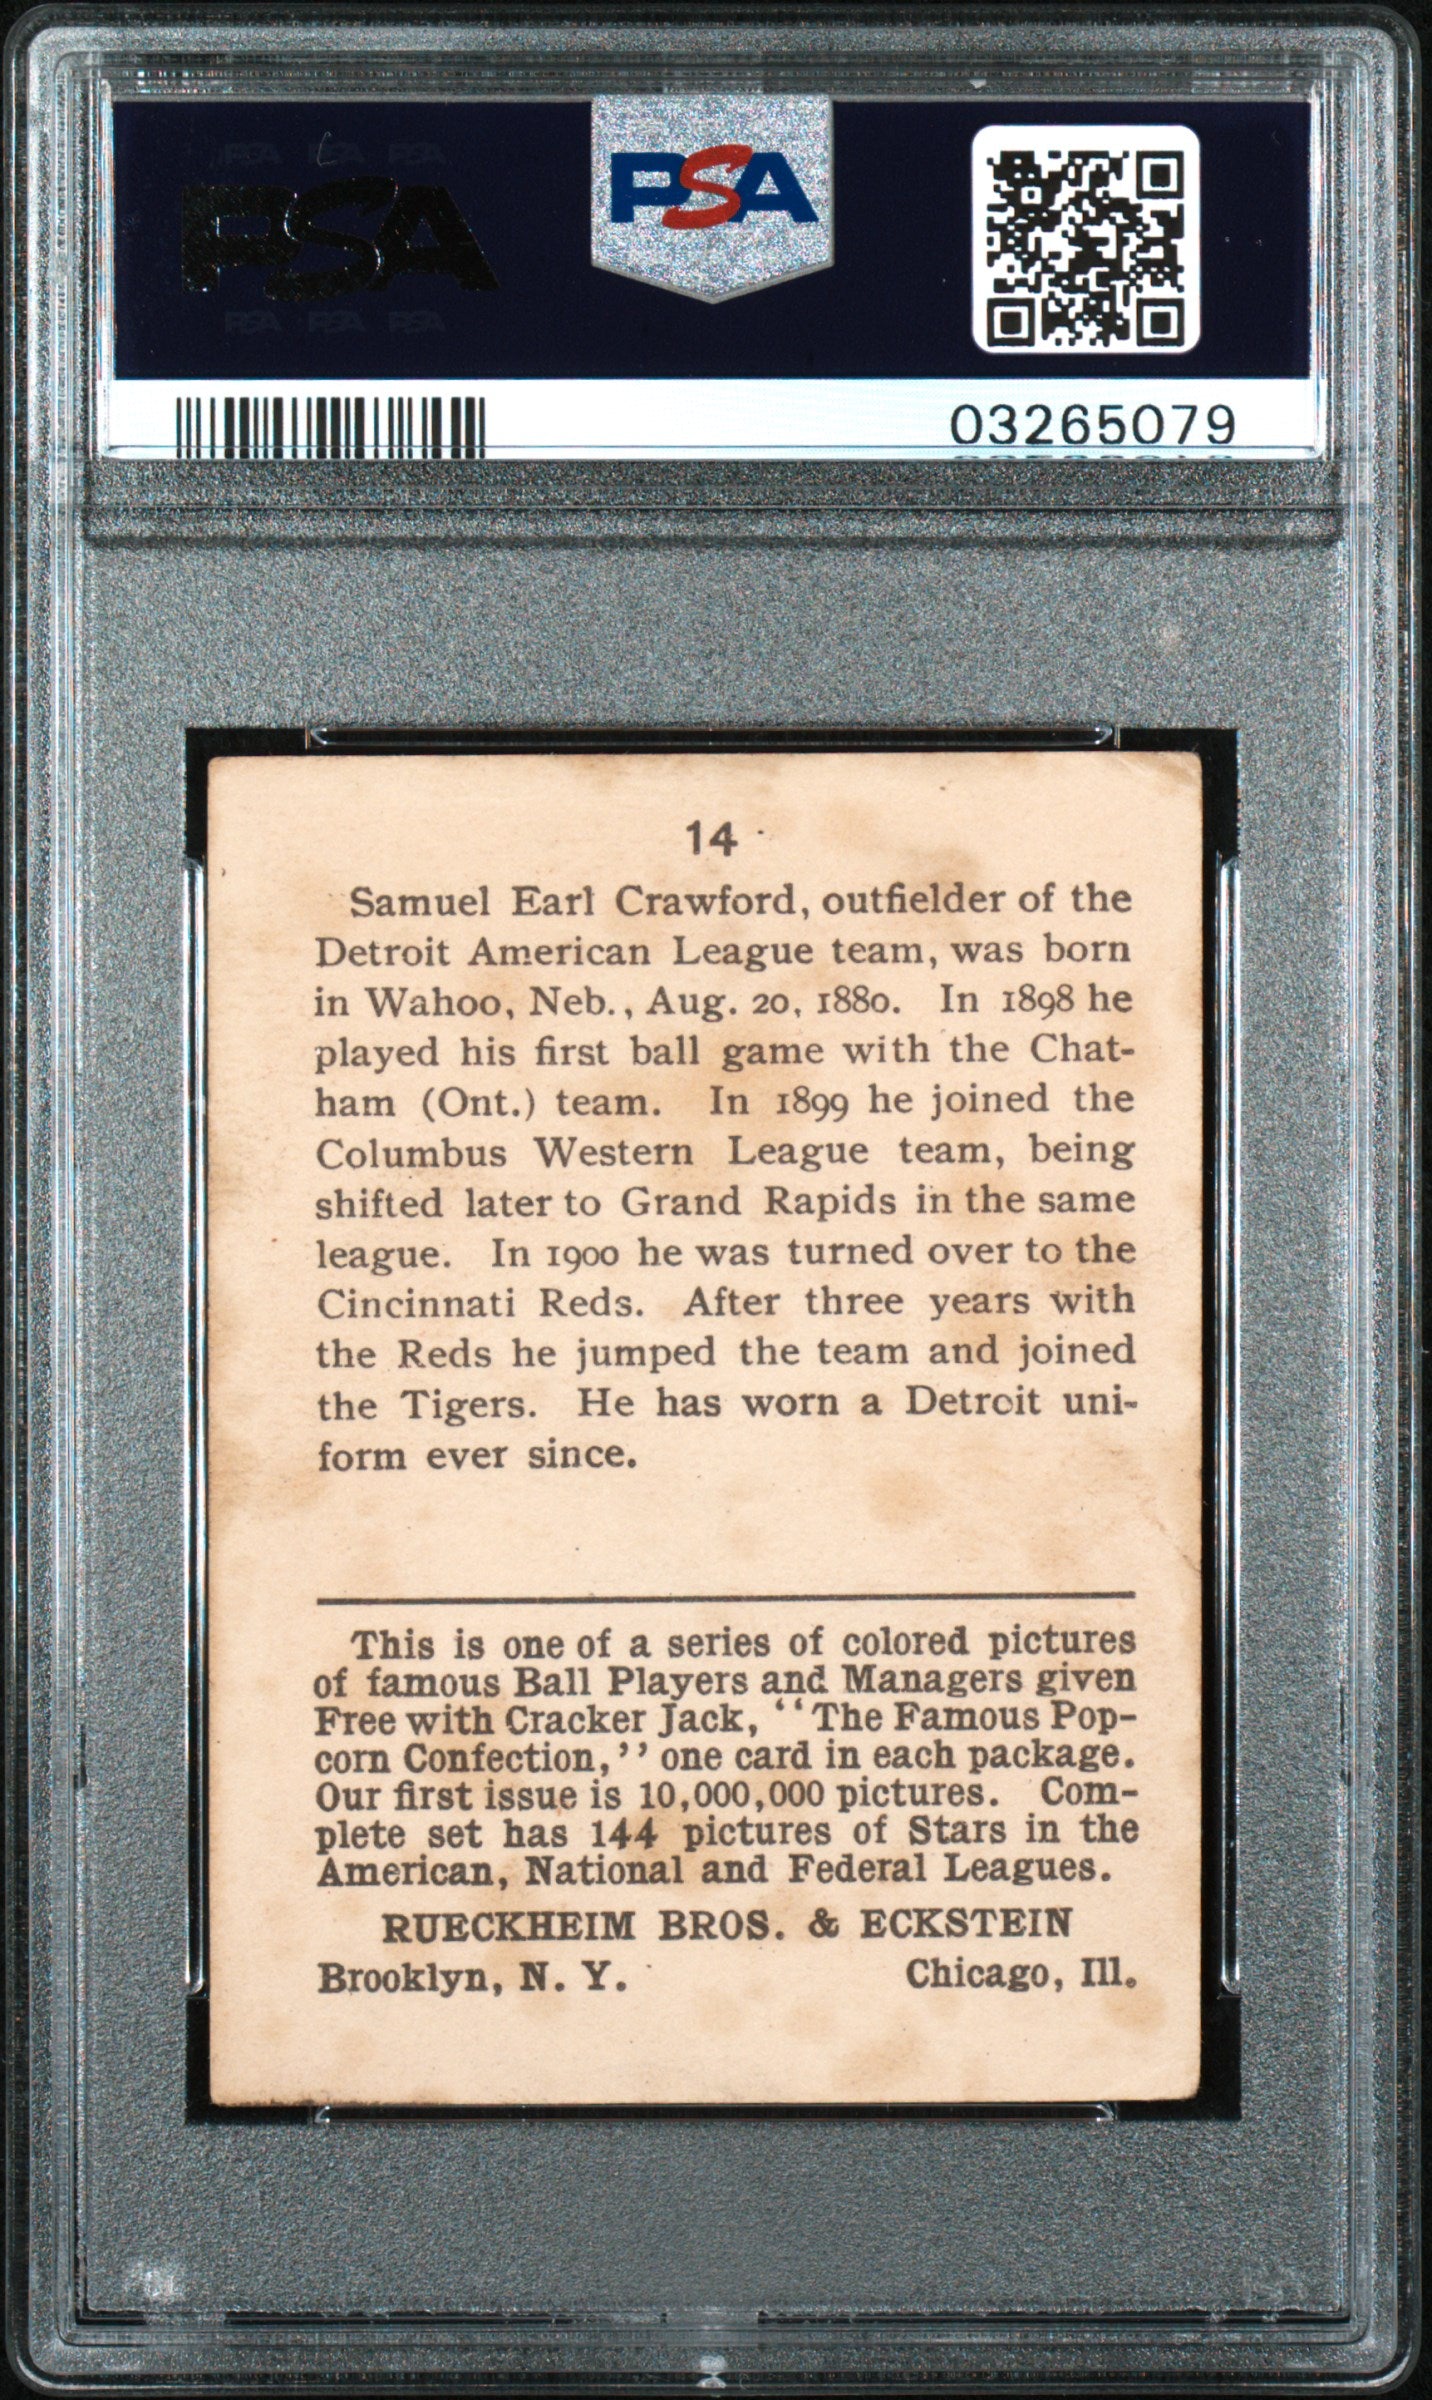 PSA PSA PSA
PSA
PSA PSA PSA
PSA
03265079
14
Samuel Earl Crawford, outfielder of the
Detroit American League team, was born
in Wahoo, Neb., Aug. 20, 1880. In 1898 he
played his first ball game with the Chat-
ham (Ont.) team. In 1899 he joined the
Columbus Western League team, being
shifted later to Grand Rapids in the same
league. In 1900 he was turned over to the
Cincinnati Reds. After three years with
the Reds he jumped the team and joined
the Tigers. He has worn a Detroit uni-
form ever since.
This is one of a series of colored pictures
of famous Ball Players and Managers given
Free with Cracker Jack, "The Famous Pop-
corn Confection," one card in each package.
Our first issue is 10,000,000 pictures. Com-
plete set has 144 pictures of Stars in the
American, National and Federal Leagues.
RUECKHEIM BROS. & ECKSTEIN
Brooklyn, N. Y. Chicago, Ill.